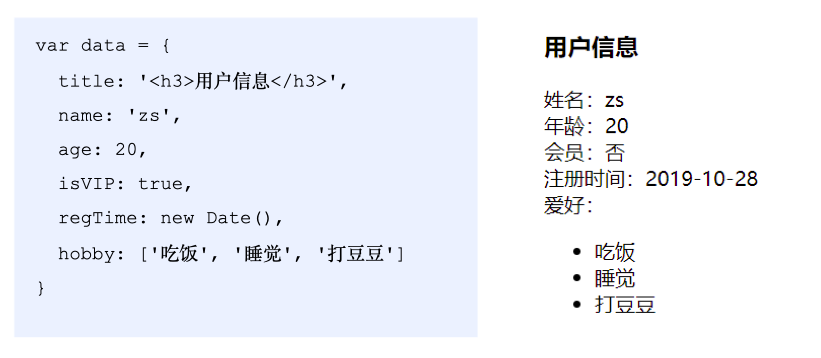 var data = {
title: '<h3>用户信息</h3>',
name: 'zs',
age: 20,
isVIP: true,
regTime: new Date(),
hobby: ['吃饭', '睡觉', '打豆豆']
}
用户信息
姓名：zs
年龄：20
会员：否
注册时间：2019-10-28
爱好：
• 吃饭
• 睡觉
• 打豆豆